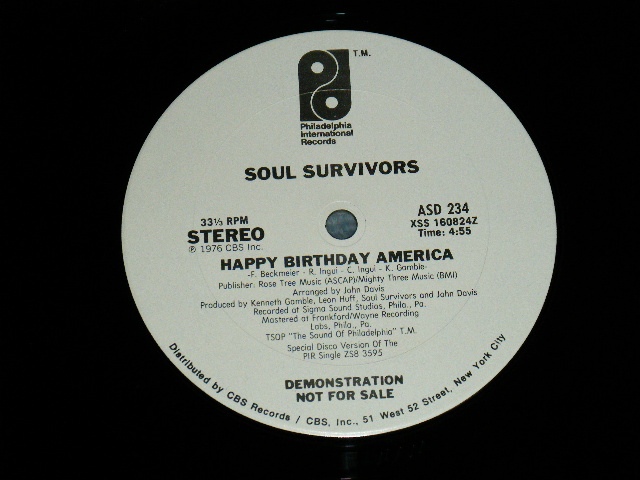 T.M.
Philadelphia
International
Records
SOUL SURVIVORS
33⅓ RPM
STEREO
℗ 1976 CBS Inc.
ASD 234
XSS 160824Z
Time: 4:55
HAPPY BIRTHDAY AMERICA
-F. Beckmeier - R. Ingui - C. Ingui - K. Gamble-
Publisher: Rose Tree Music (ASCAP)/Mighty Three Music (BMI)
Arranged by John Davis
Produced by Kenneth Gamble, Leon Huff, Soul Survivors and John Davis
Recorded at Sigma Sound Studios, Phila., Pa.
Mastered at Frankford/Wayne Recording
Labs, Phila., Pa.
TSOP "The Sound Of Philadelphia" T.M.
Special Disco Version Of The
PIR Single ZS8 3595
DEMONSTRATION
NOT FOR SALE
Distributed by CBS Records / CBS, Inc., 51 West 52 Street, New York City